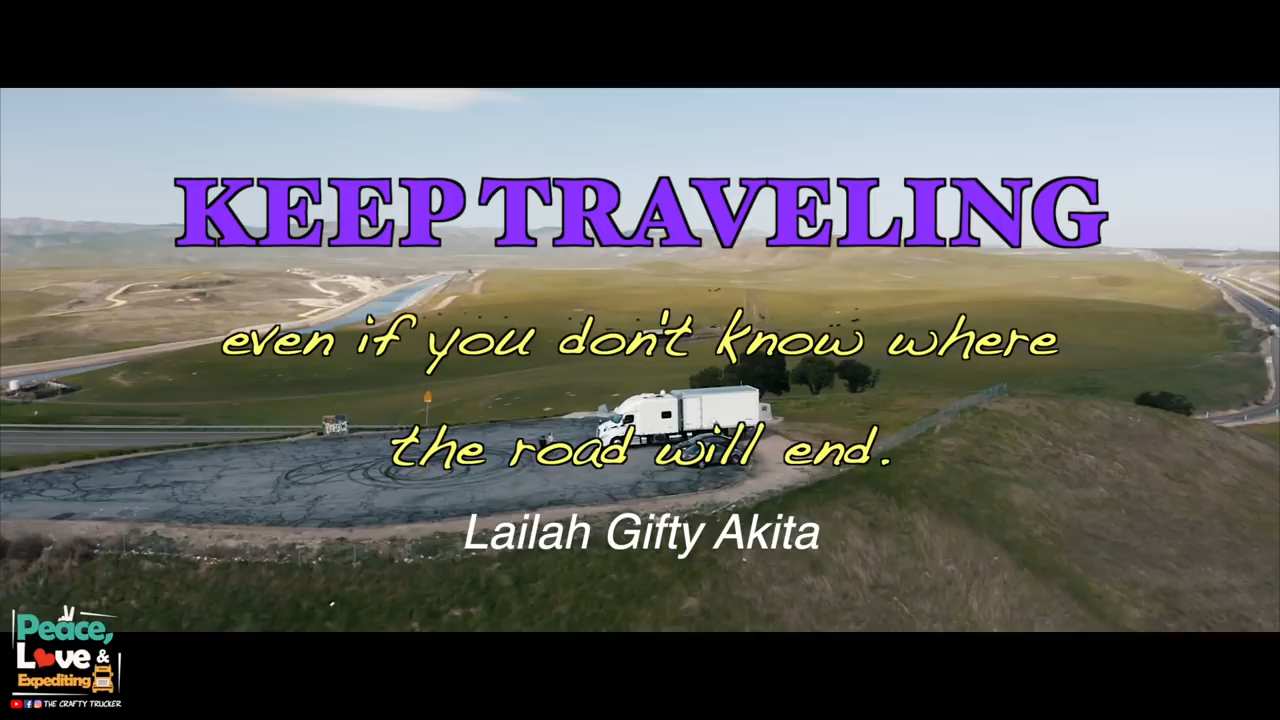 KEEP TRAVELING
even if you don't know where
the road will end.
Lailah Gifty Akita
Peace,
Love &
Expediting
THE CRAFTY TRUCKER